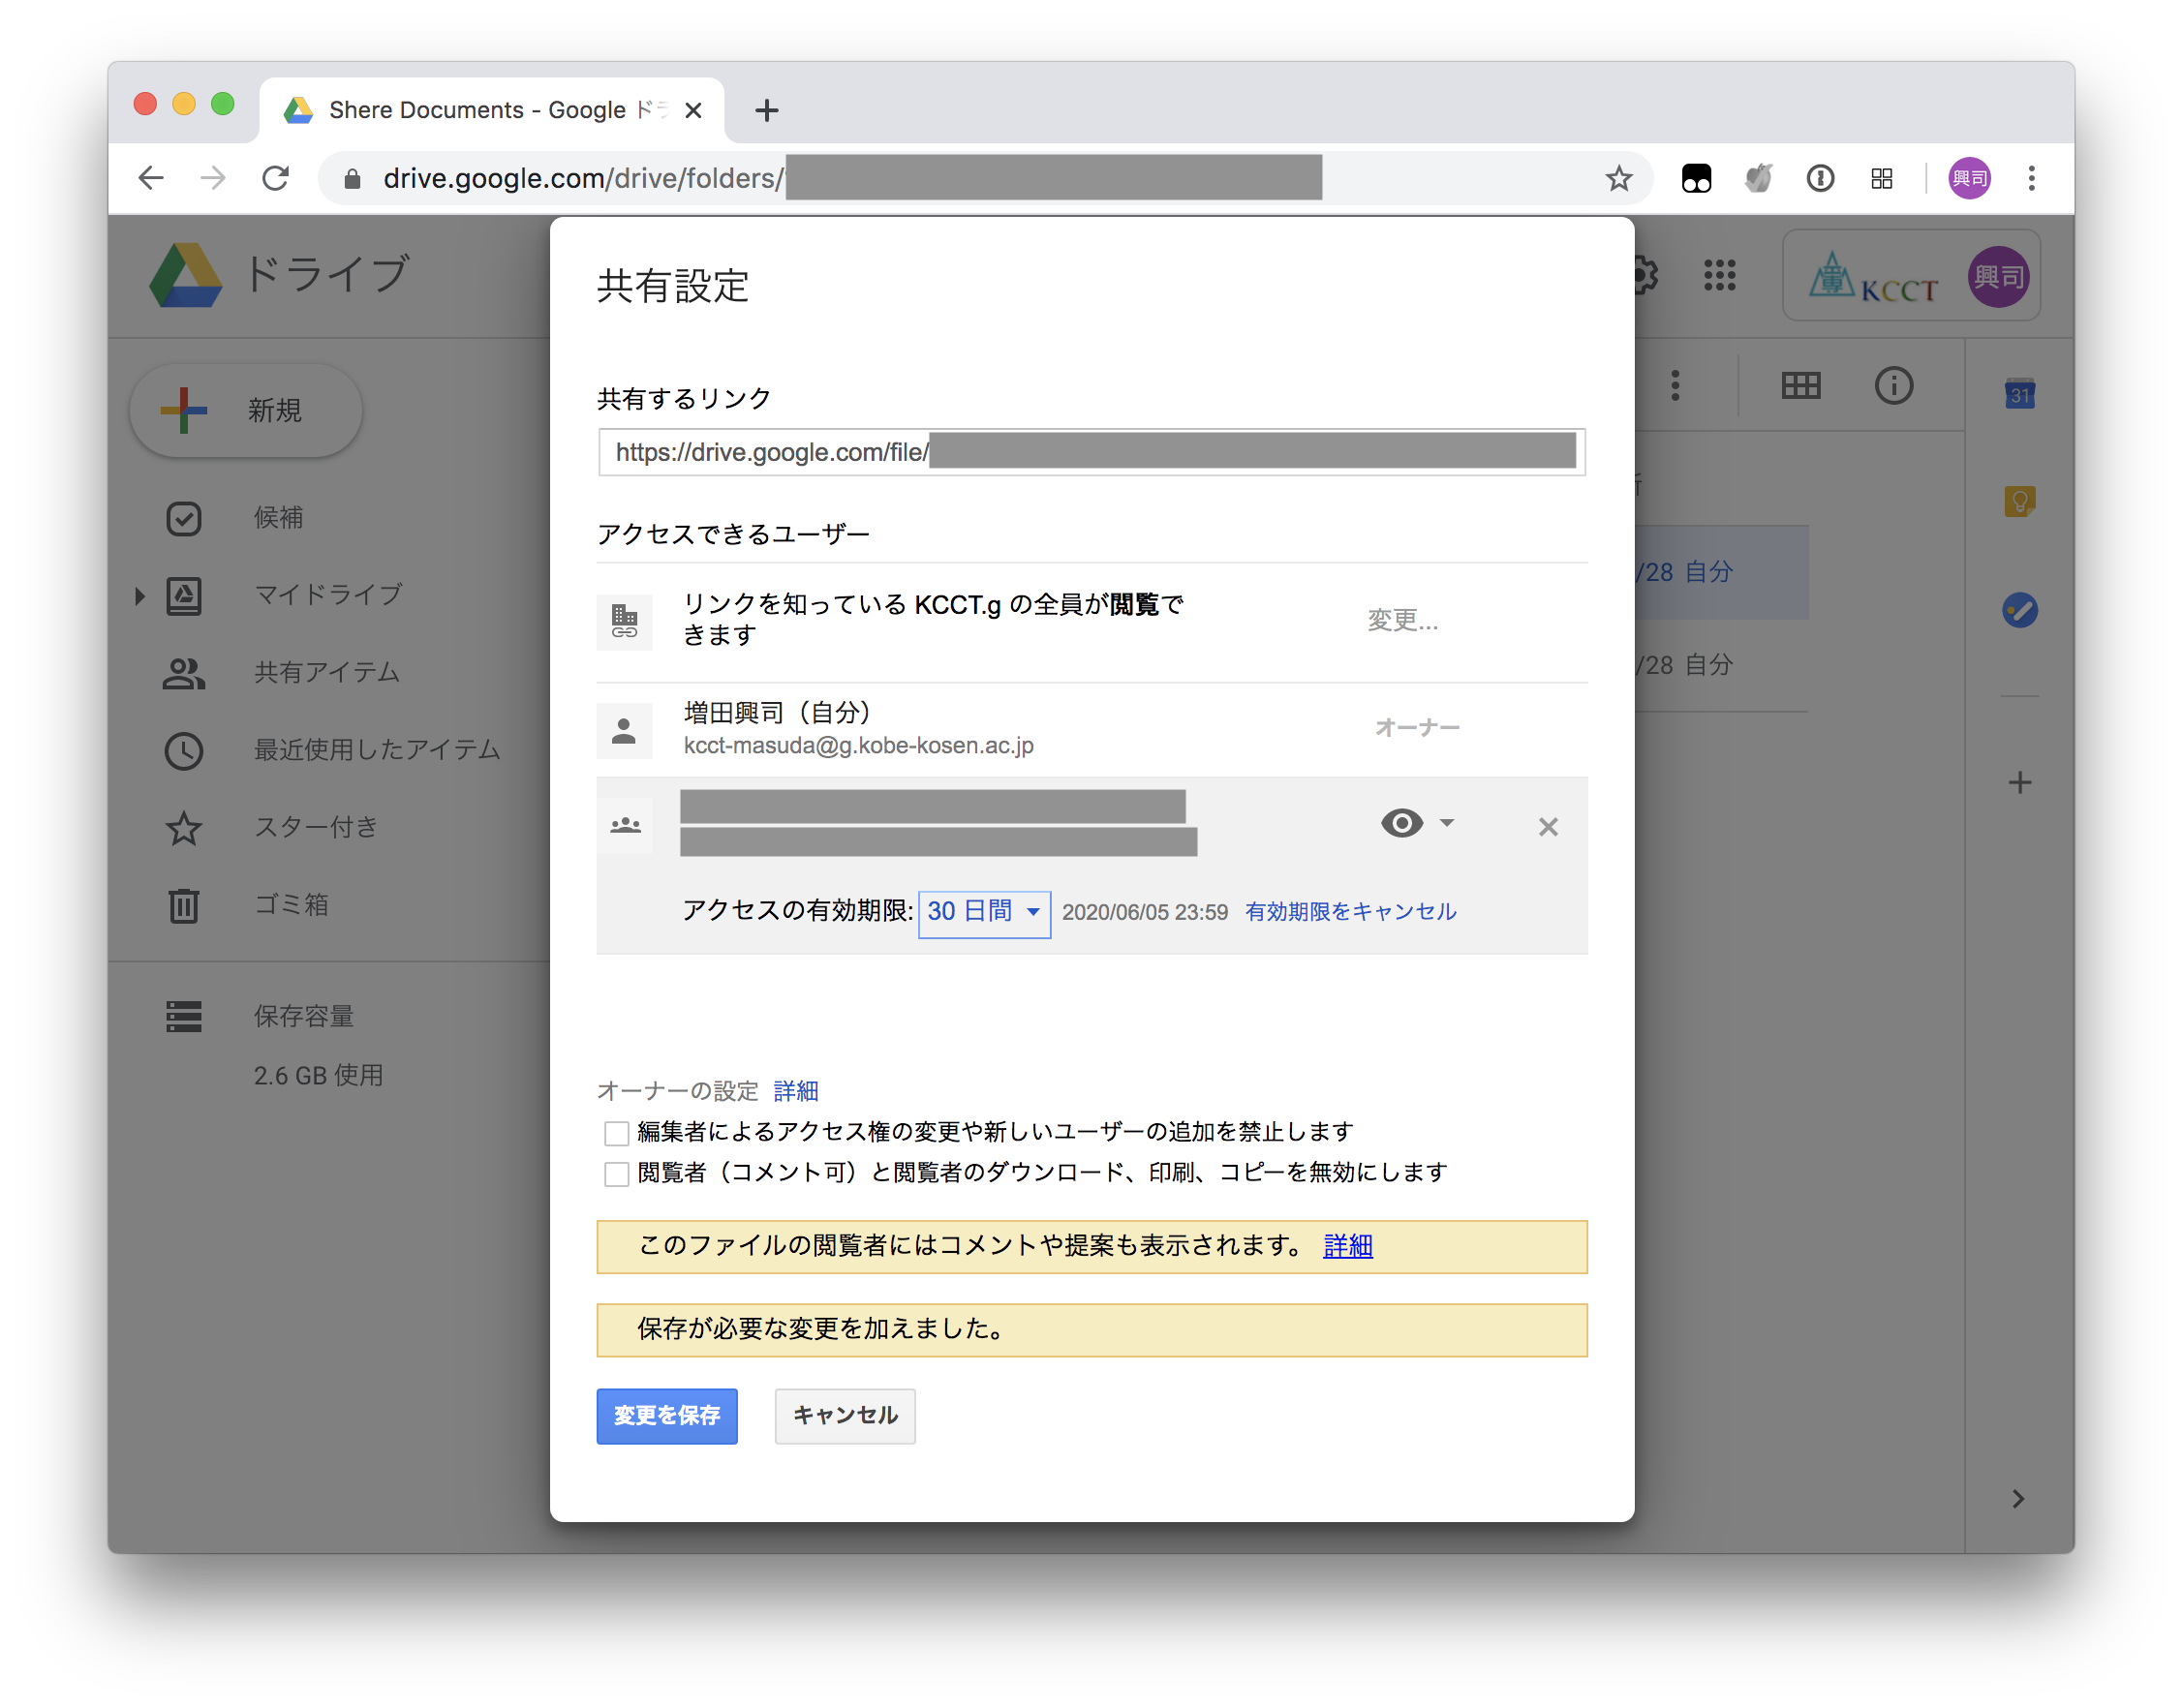 Shere Documents - Google ドラ
drive.google.com/drive/folders/
興司
ドライブ
KCCT
興司
新規
候補
マイドライブ
共有アイテム
最近使用したアイテム
スター付き
ゴミ箱
保存容量
2.6 GB 使用
共有設定
共有するリンク
https://drive.google.com/file/
アクセスできるユーザー
リンクを知っている KCCT.g の全員が閲覧で
きます
変更...
増田興司（自分）
kcct-masuda@g.kobe-kosen.ac.jp
オーナー
アクセスの有効期限: 30 日間 2020/06/05 23:59 有効期限をキャンセル
オーナーの設定 詳細
編集者によるアクセス権の変更や新しいユーザーの追加を禁止します
閲覧者（コメント可）と閲覧者のダウンロード、印刷、コピーを無効にします
このファイルの閲覧者にはコメントや提案も表示されます。 詳細
保存が必要な変更を加えました。
変更を保存
キャンセル
/28 自分
/28 自分
31